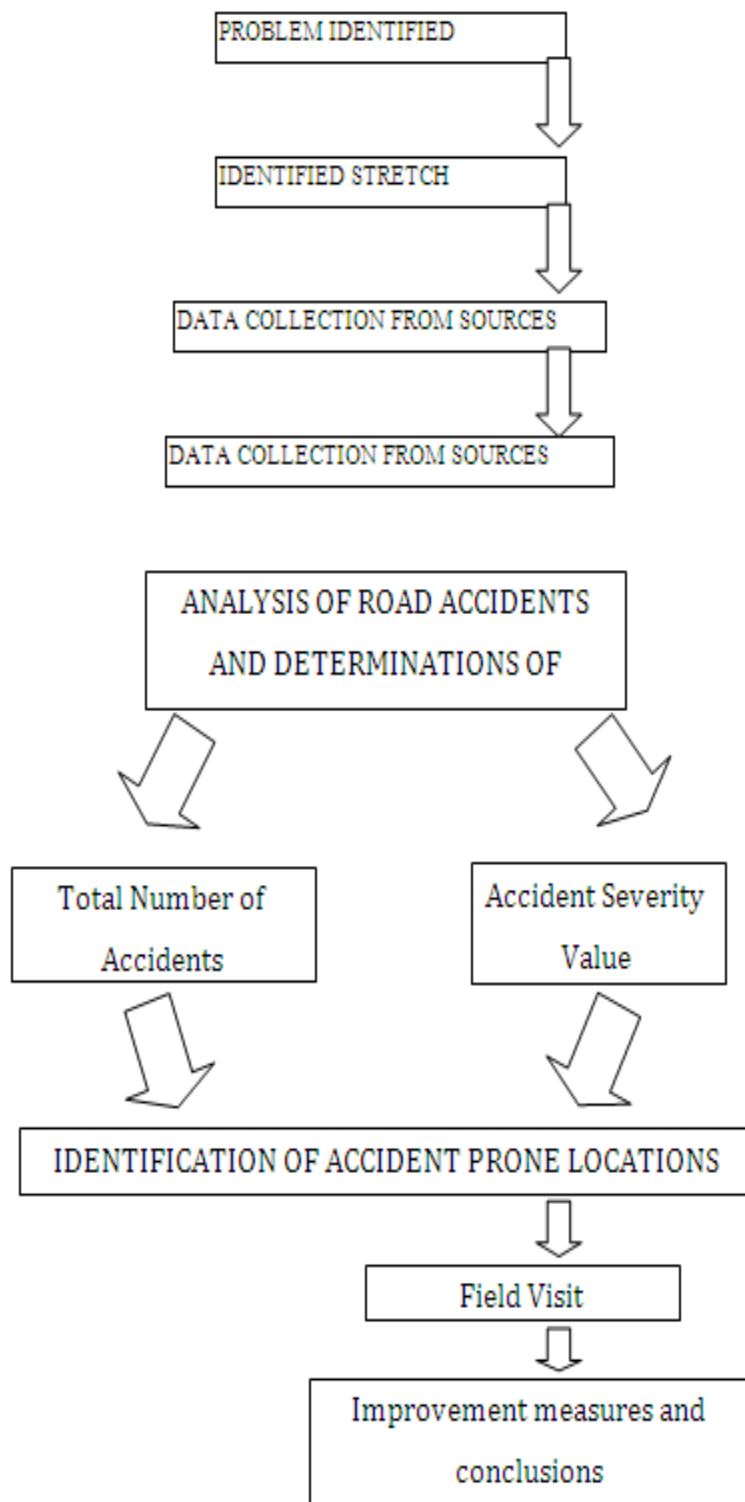 PROBLEM IDENTIFIED
IDENTIFIED STRETCH
DATA COLLECTION FROM SOURCES
DATA COLLECTION FROM SOURCES
ANALYSIS OF ROAD ACCIDENTS
AND DETERMINATIONS OF
Total Number of
Accidents
Accident Severity
Value
IDENTIFICATION OF ACCIDENT PRONE LOCATIONS
Field Visit
Improvement measures and
conclusions